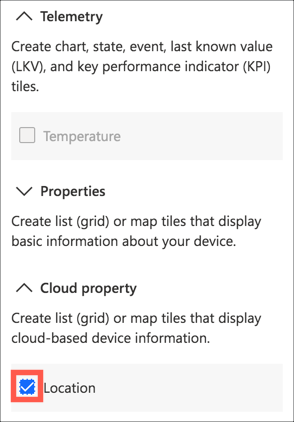 Telemetry
Create chart, state, event, last known value
(LKV), and key performance indicator (KPI)
tiles.
Temperature
Properties
Create list (grid) or map tiles that display
basic information about your device.
Cloud property
Create list (grid) or map tiles that display
cloud-based device information.
Location